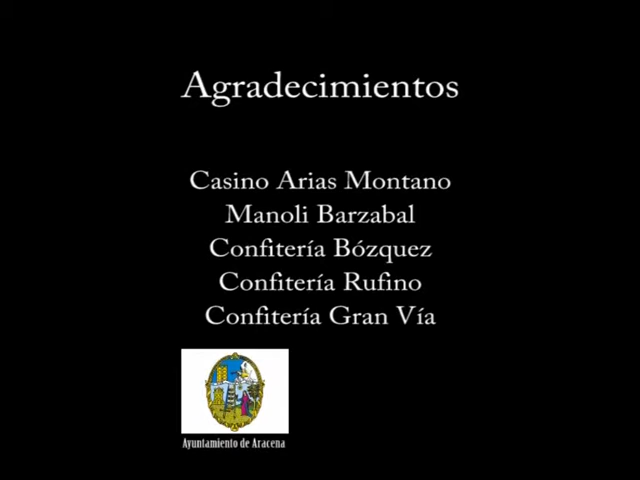 Agradecimientos
Casino Arias Montano
Manoli Barzabal
Confitería Bózquez
Confitería Rufino
Confitería Gran Vía
Ayuntamiento de Aracena